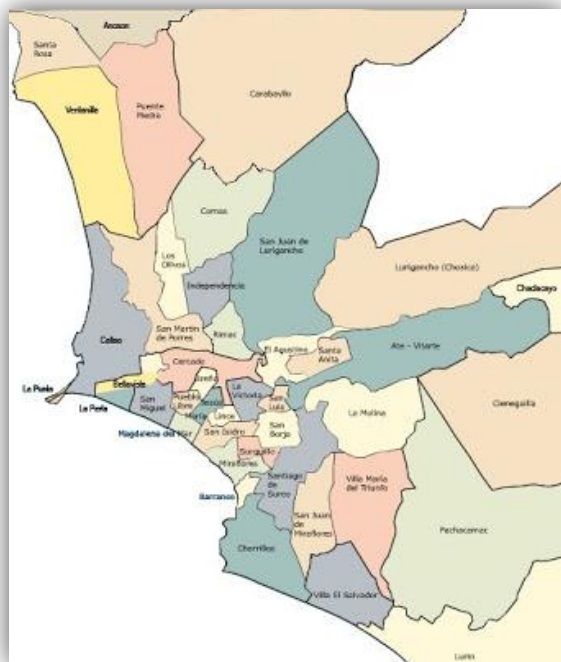 Ancon
Santa
Rosa
Carabayllo
Ventanilla
Puente
Piedra
Comas
San Juan de
Lurigancho
Los
Olivos
Lurigancho (Chosica)
Independencia
Chaclacayo
San Martin
de Porres
Rimac
Callao
Ate - Vitarte
El Agustino
Santa
Anita
Cercado
Cieneguilla
La Punta
Bellavista
Breña
La
Victoria
La Perla
San
Miguel
Pueblo
Libre
Jesus
Maria
Lince
San
Luis
La Molina
San
Borja
Magdalena del Mar
San Isidro
Surquillo
Miraflores
Santiago
de
Surco
Villa Maria
del Triunfo
Barranco
San Juan
de
Miraflores
Pachacamac
Chorrillos
Villa El Salvador
Lurin